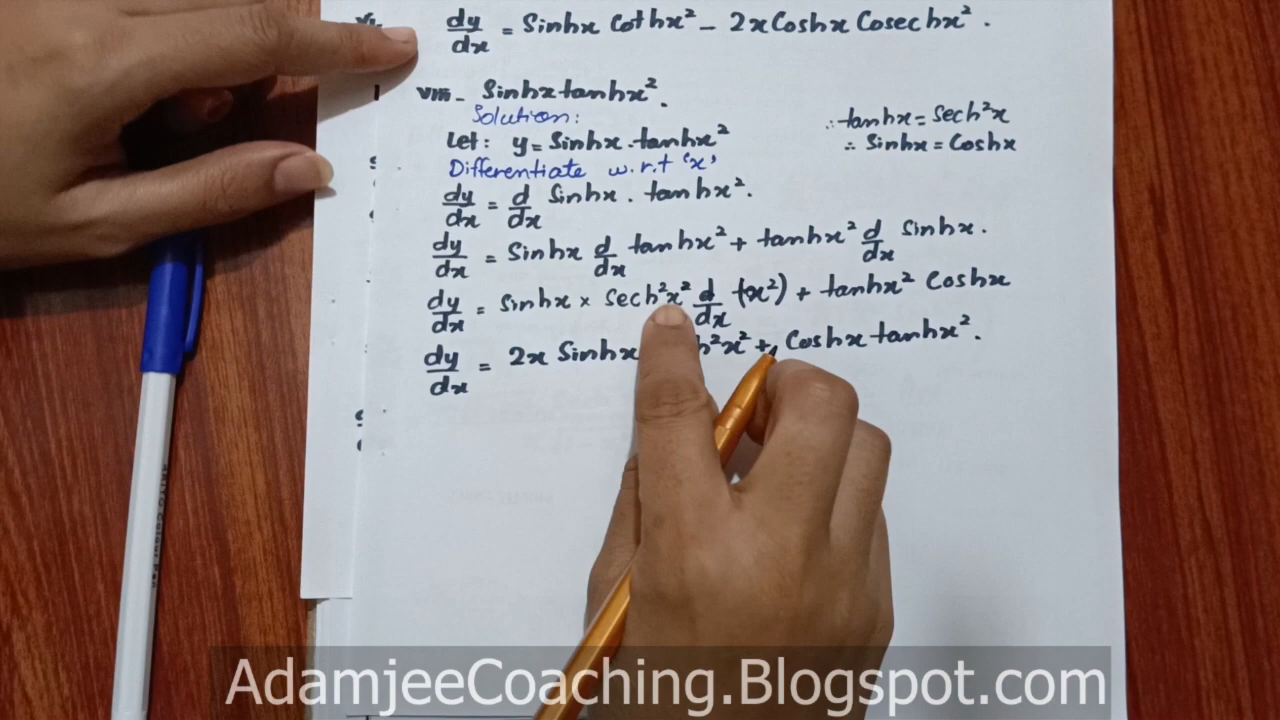 dy/dx = Sinhx Cothx² - 2x Coshx Cosechx².
viii - Sinhx tanhx².
Solution:
Let: y = Sinhx . tanhx²
∵ tanhx = Sech²x
∴ Sinhx = Coshx
Differentiate w.r.t 'x'
dy/dx = d/dx Sinhx . tanhx².
dy/dx = Sinhx d/dx tanhx² + tanhx² d/dx Sinhx.
dy/dx = Sinhx × Sech²x² d/dx (x²) + tanhx² Coshx
dy/dx = 2x Sinhx h²x² + Coshx tanhx².
AdamjeeCoaching.Blogspot.com